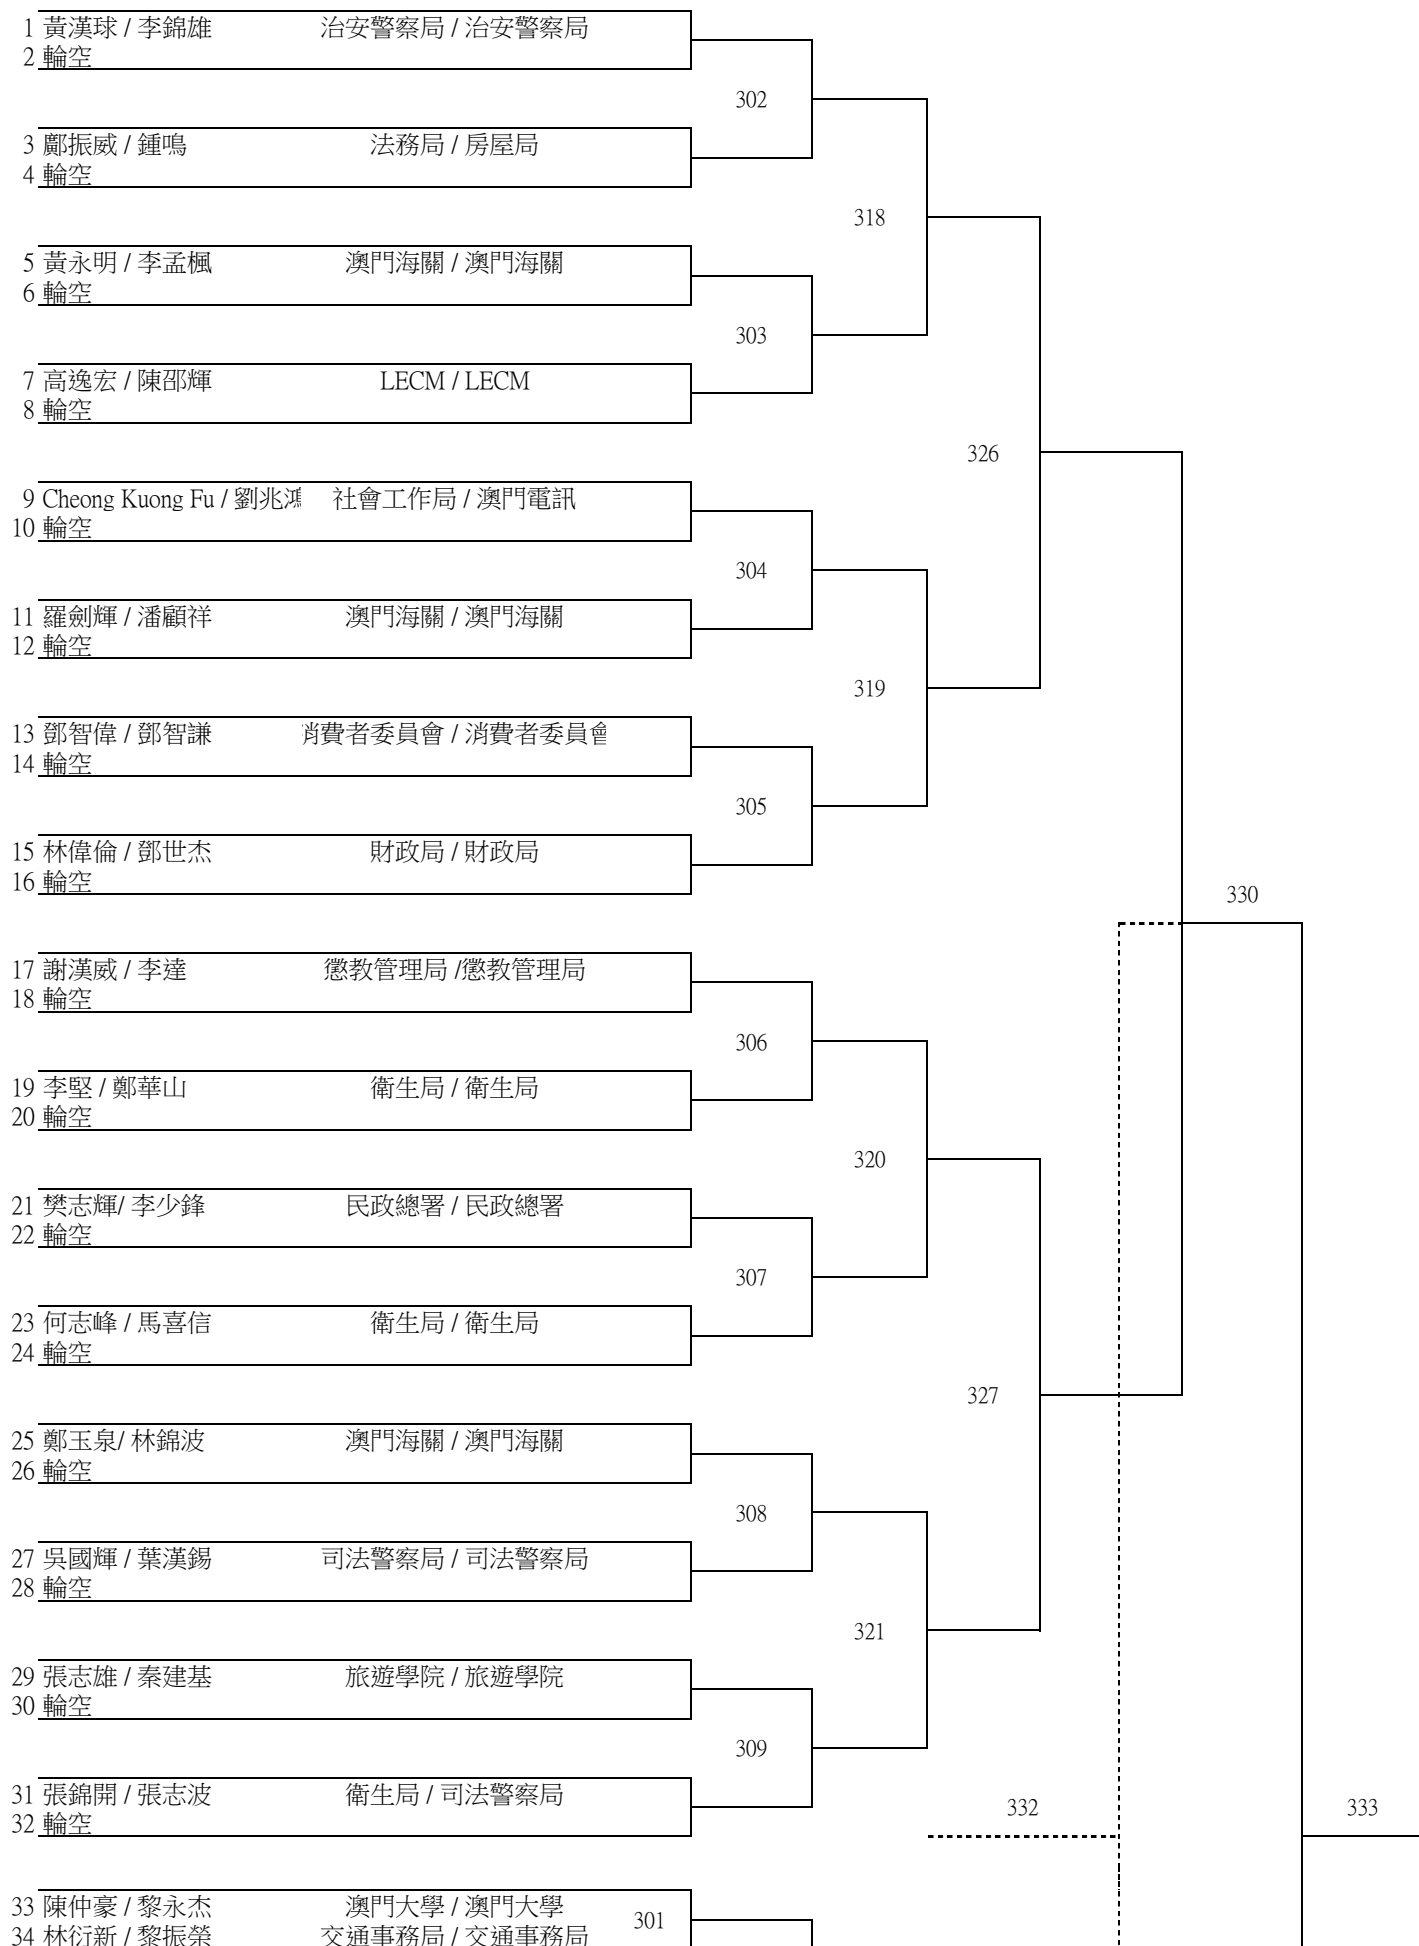 1 黃漢球 / 李錦雄 治安警察局 / 治安警察局
2 輪空
302
3 鄺振威 / 鍾鳴 法務局 / 房屋局
4 輪空
318
5 黃永明 / 李孟楓 澳門海關 / 澳門海關
6 輪空
303
7 高逸宏 / 陳邵輝 LECM / LECM
8 輪空
326
9 Cheong Kuong Fu / 劉兆鴻 社會工作局 / 澳門電訊
10 輪空
304
11 羅劍輝 / 潘顧祥 澳門海關 / 澳門海關
12 輪空
319
13 鄧智偉 / 鄧智謙 消費者委員會 / 消費者委員會
14 輪空
305
15 林偉倫 / 鄧世杰 財政局 / 財政局
16 輪空
330
17 謝漢威 / 李達 懲教管理局 /懲教管理局
18 輪空
306
19 李堅 / 鄭華山 衛生局 / 衛生局
20 輪空
320
21 樊志輝/ 李少鋒 民政總署 / 民政總署
22 輪空
307
23 何志峰 / 馬喜信 衛生局 / 衛生局
24 輪空
327
25 鄭玉泉/ 林錦波 澳門海關 / 澳門海關
26 輪空
308
27 吳國輝 / 葉漢錫 司法警察局 / 司法警察局
28 輪空
321
29 張志雄 / 秦建基 旅遊學院 / 旅遊學院
30 輪空
309
31 張錦開 / 張志波 衛生局 / 司法警察局
32 輪空
332 333
33 陳仲豪 / 黎永杰 澳門大學 / 澳門大學
301
34 林衍新 / 黎振榮 交通事務局 / 交通事務局